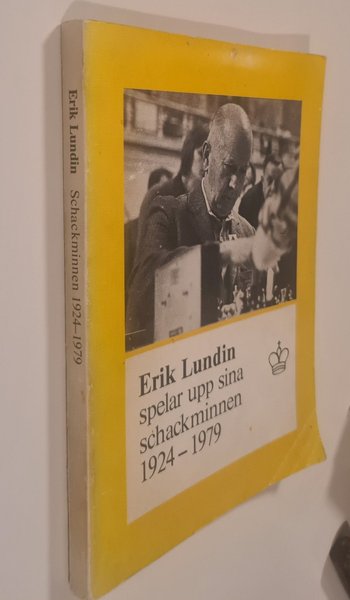 Erik Lundin Schackminnen 1924–1979
Erik Lundin
spelar upp sina
schackminnen
1924–1979